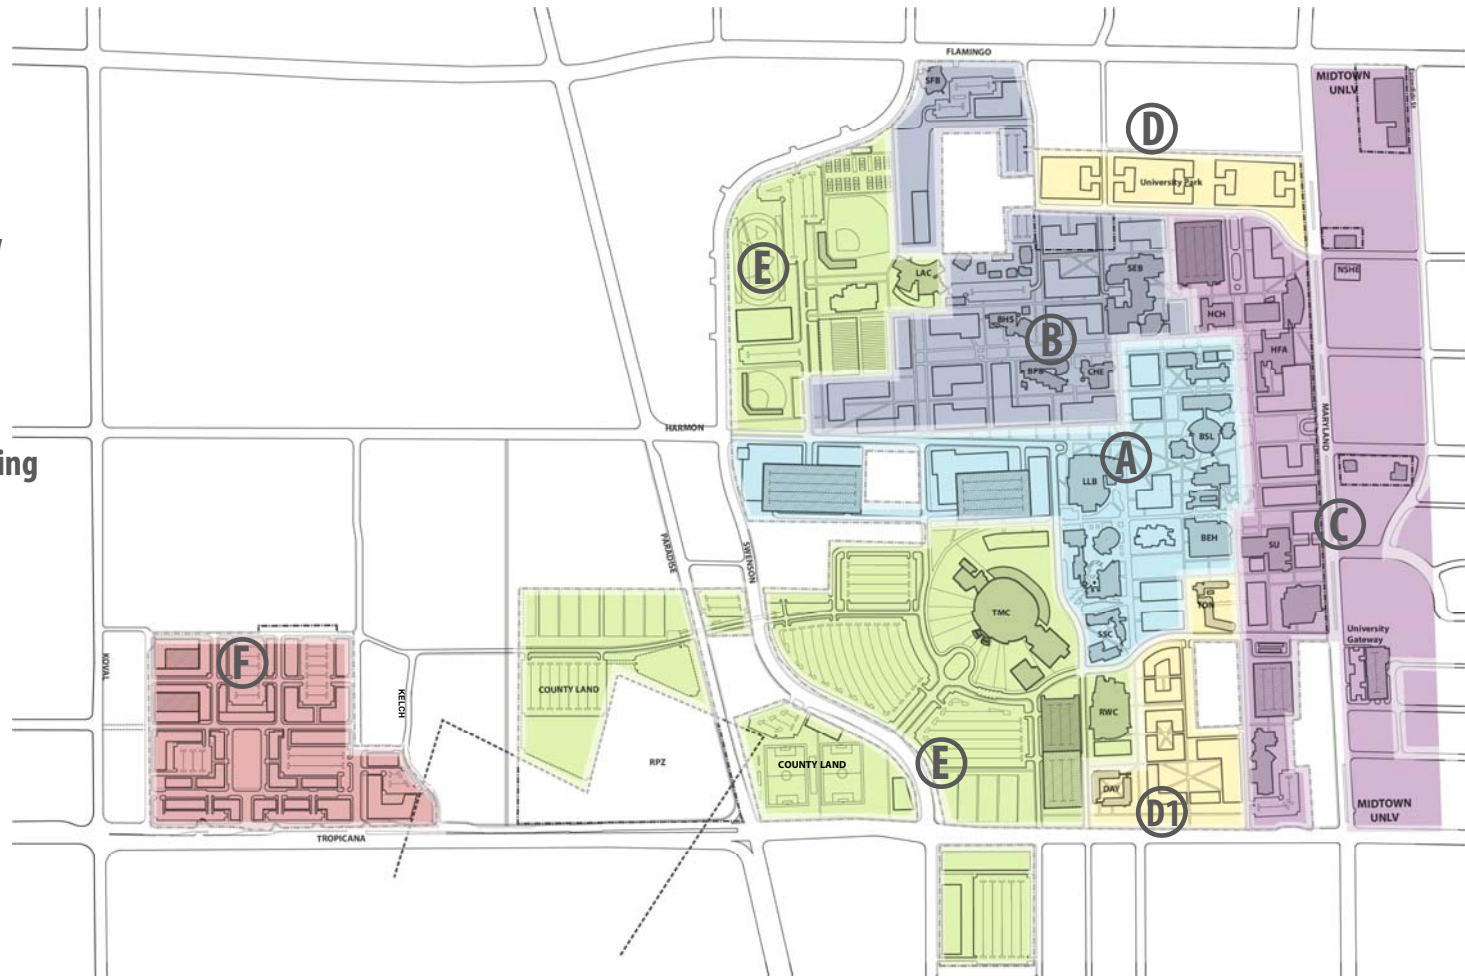 FLAMINGO
SFB
MIDTOWN
UNLV
D
University Park
E
LAC
SEB
NSHE
BHS
HCH
B
HFA
CHE
HARMON
MARYLAND
BSL
A
ing
LLB
C
BEH
SU
PARADISE
SWENSON
TMC
TON
SSC
University
Gateway
KOVAL
F
KELCH
COUNTY LAND
RWC
RPZ
COUNTY LAND
E
DAY
D1
MIDTOWN
UNLV
TROPICANA